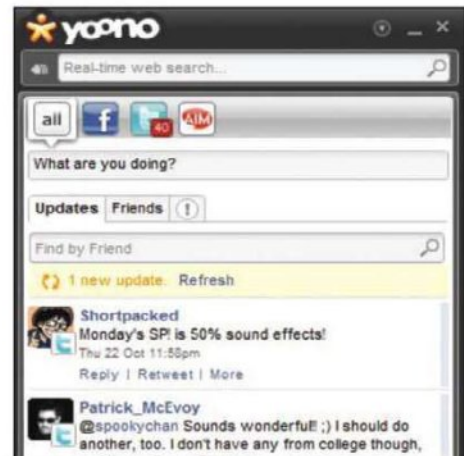 yoono
Real-time web search...
all f t 40 AIM
What are you doing?
Updates Friends !
Find by Friend
1 new update. Refresh
Shortpacked
Monday's SP! is 50% sound effects!
Thu 22 Oct 11:58pm
Reply | Retweet | More
Patrick_McEvoy
@spookychan Sounds wonderful!! ;) I should do
another, too. I don't have any from college though,